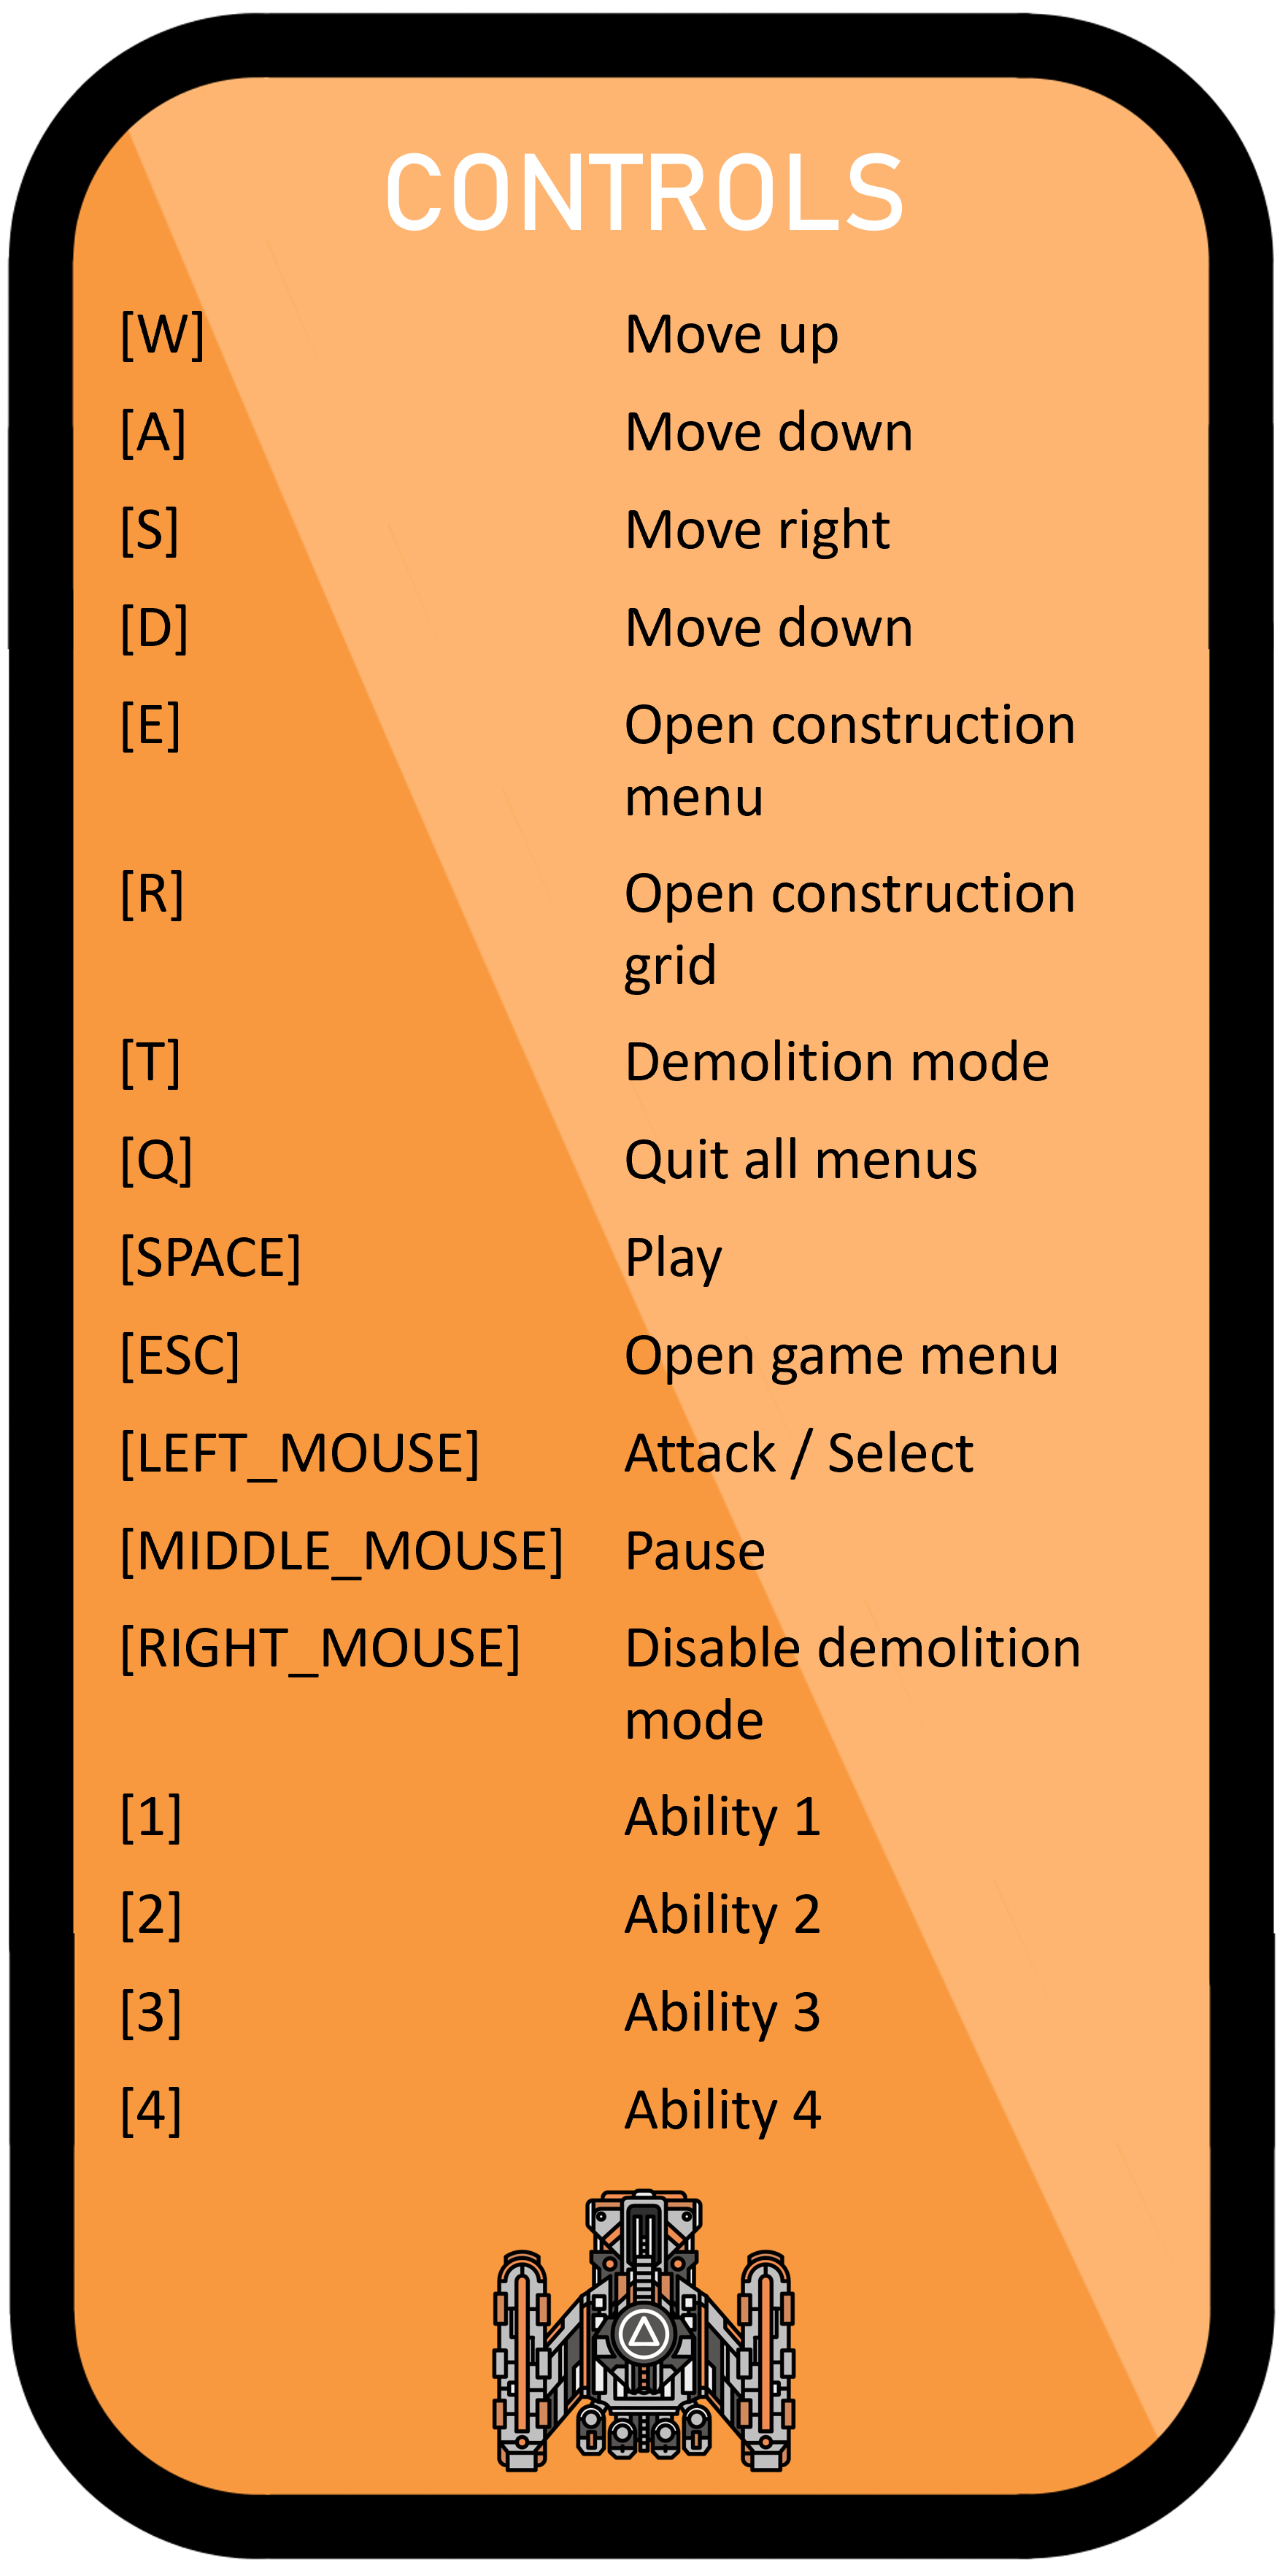 CONTROLS
[W] Move up
[A] Move down
[S] Move right
[D] Move down
[E] Open construction
menu
[R] Open construction
grid
[T] Demolition mode
[Q] Quit all menus
[SPACE] Play
[ESC] Open game menu
[LEFT_MOUSE] Attack / Select
[MIDDLE_MOUSE] Pause
[RIGHT_MOUSE] Disable demolition
mode
[1] Ability 1
[2] Ability 2
[3] Ability 3
[4] Ability 4